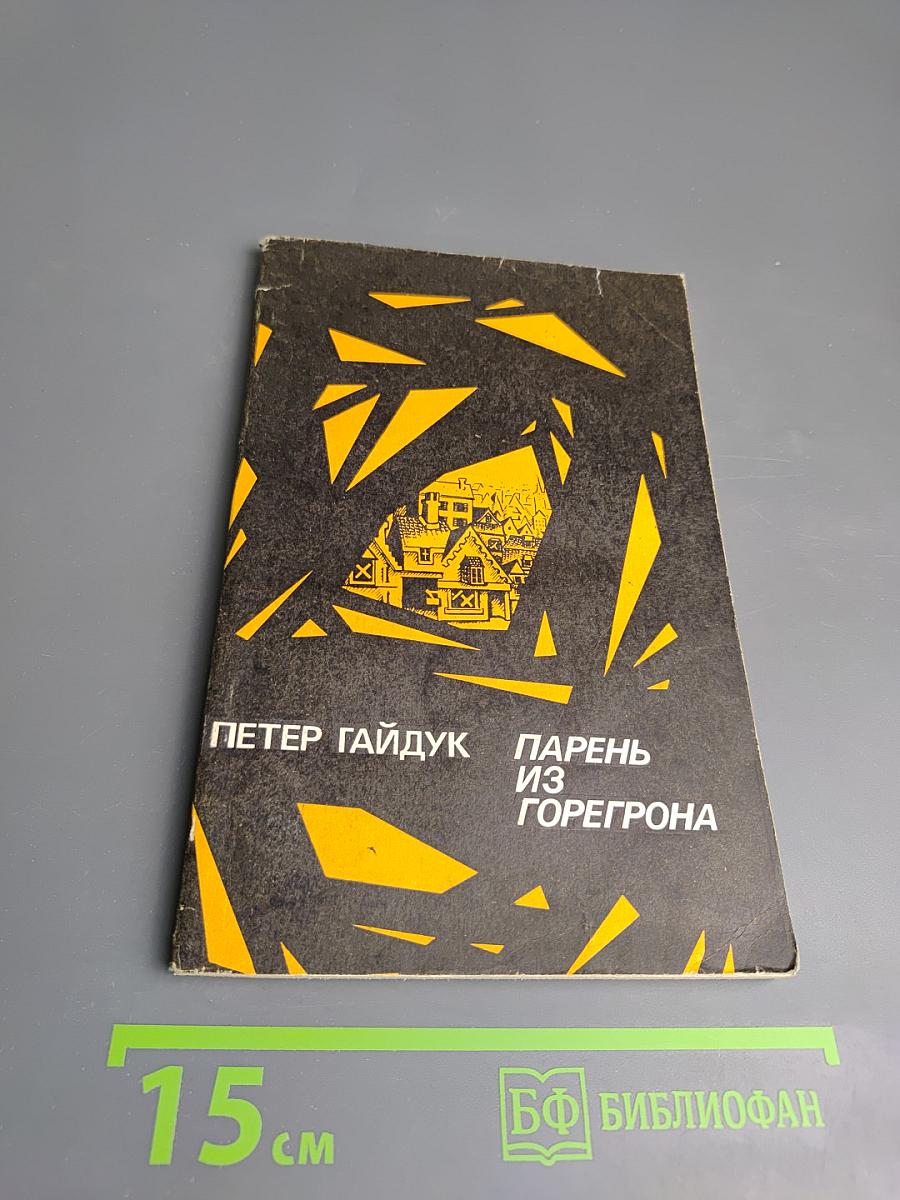 ПЕТЕР ГАЙДУК
ПАРЕНЬ
ИЗ
ГОРЕГРОНА
15 см
БФ БИБЛИОФАН